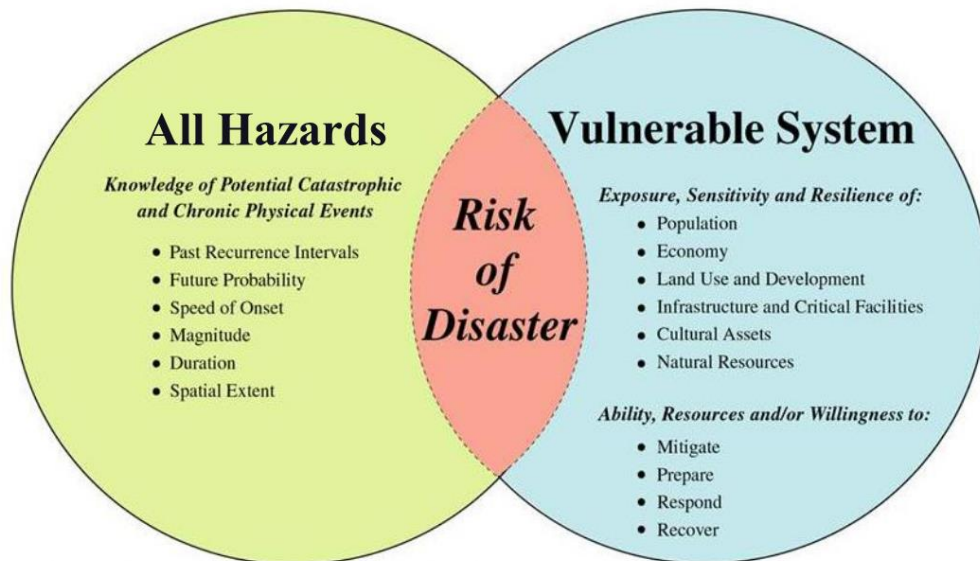 All Hazards
Knowledge of Potential Catastrophic
and Chronic Physical Events
• Past Recurrence Intervals
• Future Probability
• Speed of Onset
• Magnitude
• Duration
• Spatial Extent
Risk
of
Disaster
Vulnerable System
Exposure, Sensitivity and Resilience of:
• Population
• Economy
• Land Use and Development
• Infrastructure and Critical Facilities
• Cultural Assets
• Natural Resources
Ability, Resources and/or Willingness to:
• Mitigate
• Prepare
• Respond
• Recover